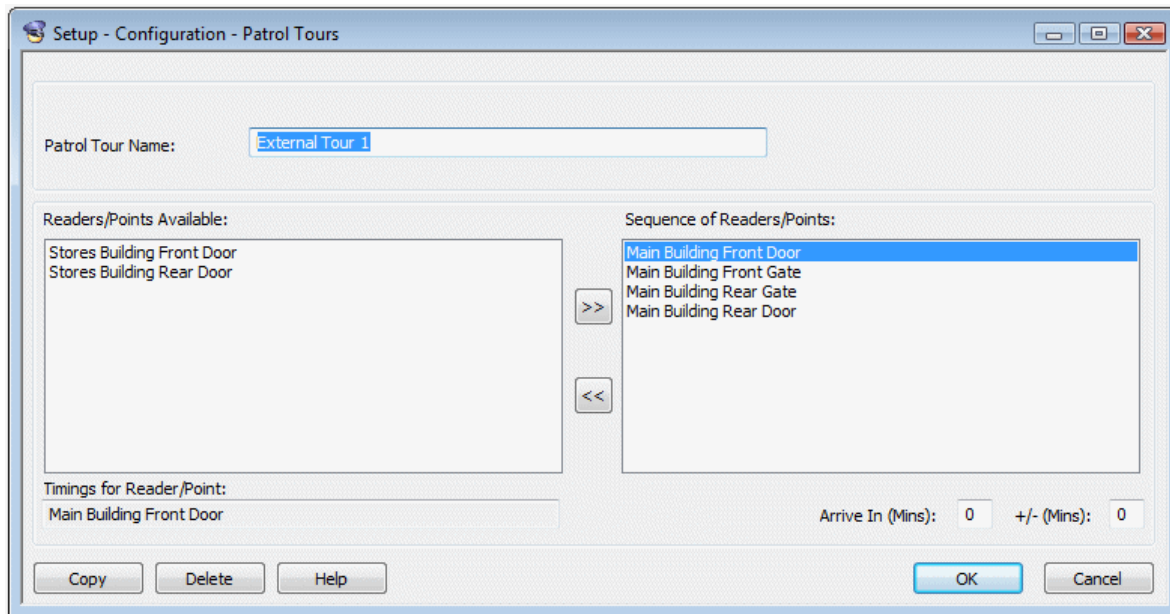 Setup - Configuration - Patrol Tours
Patrol Tour Name: External Tour 1
Readers/Points Available:
Stores Building Front Door
Stores Building Rear Door
>>
<<
Sequence of Readers/Points:
Main Building Front Door
Main Building Front Gate
Main Building Rear Gate
Main Building Rear Door
Timings for Reader/Point:
Main Building Front Door
Arrive In (Mins): 0 +/- (Mins): 0
Copy Delete Help OK Cancel